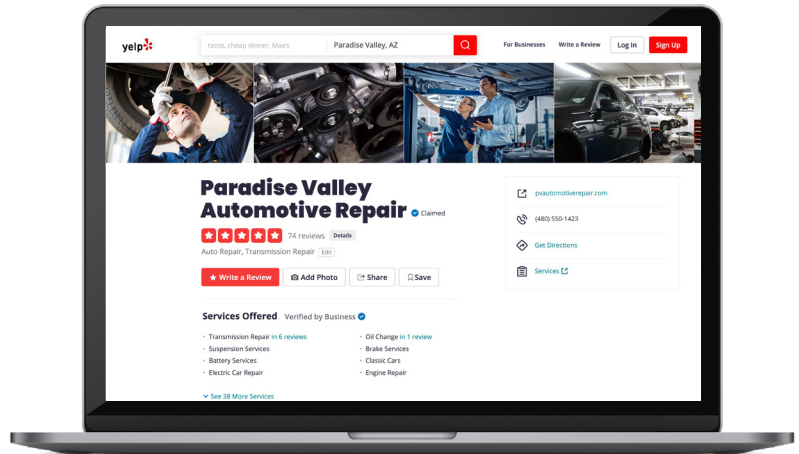 yelp
tacos, cheap dinner, Max's
Paradise Valley, AZ
For Businesses
Write a Review
Log In
Sign Up
Paradise Valley
Automotive Repair
Claimed
74 reviews
Details
Auto Repair, Transmission Repair
Edit
Write a Review
Add Photo
Share
Save
pvautomotiverepair.com
(480) 550-1423
Get Directions
Services
Services Offered
Verified by Business
· Transmission Repair in 6 reviews
· Suspension Services
· Battery Services
· Electric Car Repair
· Oil Change in 1 review
· Brake Services
· Classic Cars
· Engine Repair
See 38 More Services